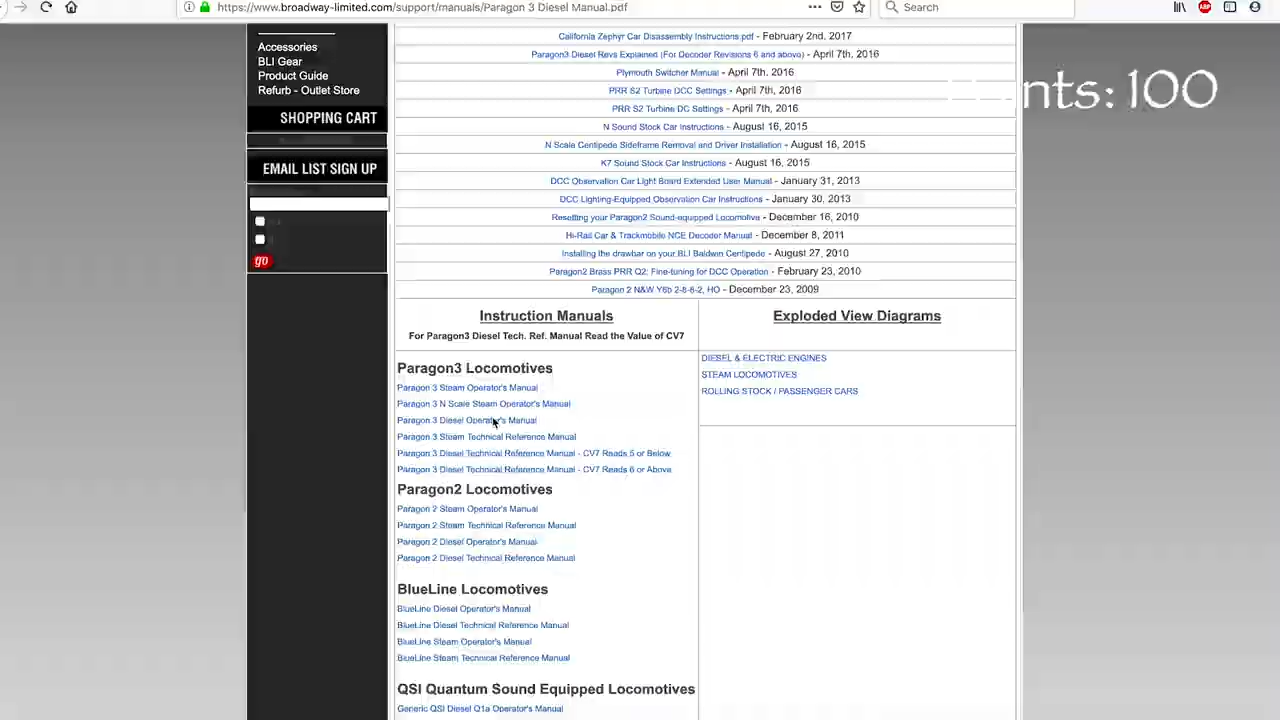 https://www.broadway-limited.com/support/manuals/Paragon 3 Diesel Manual.pdf
Search
ABP
Accessories
BLI Gear
Product Guide
Refurb - Outlet Store
SHOPPING CART
EMAIL LIST SIGN UP
go
California Zephyr Car Disassembly Instructions.pdf - February 2nd, 2017
Paragon3 Diesel Revs Explained (For Decoder Revisions 6 and above) - April 7th, 2016
Plymouth Switcher Manual - April 7th, 2016
PRR S2 Turbine DCC Settings - April 7th, 2016
PRR S2 Turbine DC Settings - April 7th, 2016
N Sound Stock Car Instructions - August 16, 2015
N Scale Centipede Sideframe Removal and Driver Installation - August 16, 2015
K7 Sound Stock Car Instructions - August 16, 2015
DCC Observation Car Light Board Extended User Manual - January 31, 2013
DCC Lighting-Equipped Observation Car Instructions - January 30, 2013
Resetting your Paragon2 Sound-equipped Locomotive - December 16, 2010
Hi-Rail Car & Trackmobile NCE Decoder Manual - December 8, 2011
Installing the drawbar on your BLI Baldwin Centipede - August 27, 2010
Paragon2 Brass PRR Q2: Fine-tuning for DCC Operation - February 23, 2010
Paragon 2 N&W Y6b 2-8-8-2, HO - December 23, 2009
nts: 100
Instruction Manuals
For Paragon3 Diesel Tech. Ref. Manual Read the Value of CV7
Paragon3 Locomotives
Paragon 3 Steam Operator's Manual
Paragon 3 N Scale Steam Operator's Manual
Paragon 3 Diesel Operator's Manual
Paragon 3 Steam Technical Reference Manual
Paragon 3 Diesel Technical Reference Manual - CV7 Reads 5 or Below
Paragon 3 Diesel Technical Reference Manual - CV7 Reads 6 or Above
Paragon2 Locomotives
Paragon 2 Steam Operator's Manual
Paragon 2 Steam Technical Reference Manual
Paragon 2 Diesel Operator's Manual
Paragon 2 Diesel Technical Reference Manual
BlueLine Locomotives
BlueLine Diesel Operator's Manual
BlueLine Diesel Technical Reference Manual
BlueLine Steam Operator's Manual
BlueLine Steam Technical Reference Manual
QSI Quantum Sound Equipped Locomotives
Generic QSI Diesel Q1a Operator's Manual
Exploded View Diagrams
DIESEL & ELECTRIC ENGINES
STEAM LOCOMOTIVES
ROLLING STOCK / PASSENGER CARS